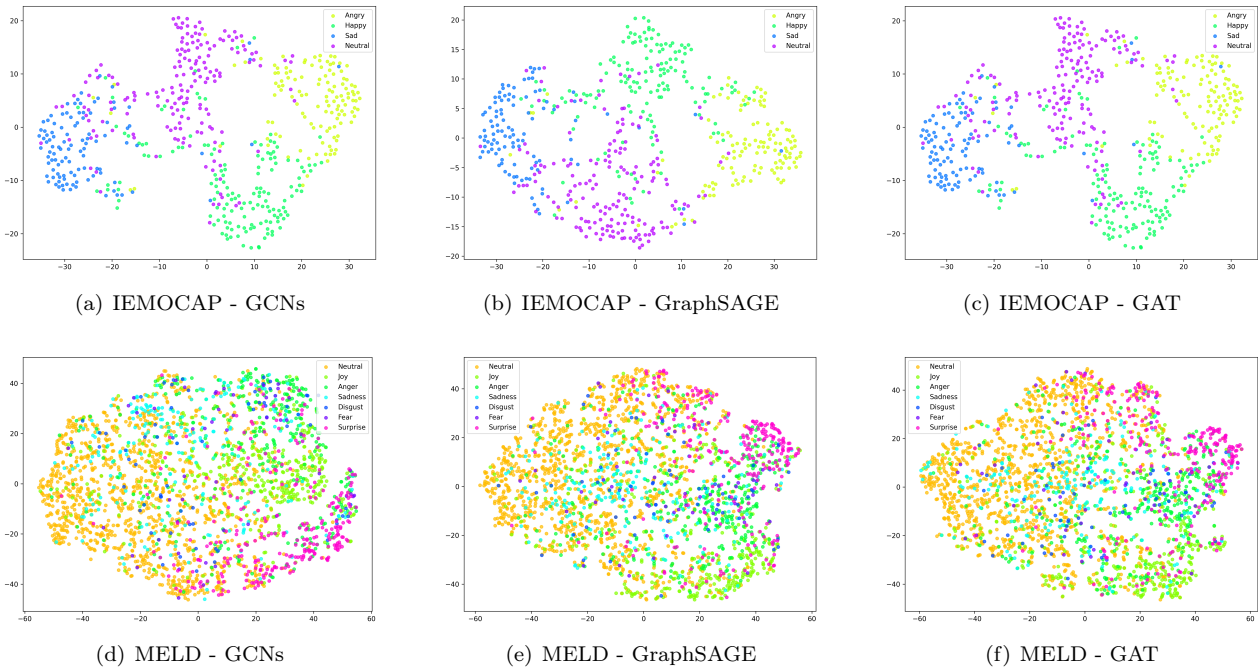 20
10
0
−10
−20
−30
−20
−10
0
10
20
30
Angry
Happy
Sad
Neutral
(a) IEMOCAP - GCNs
20
15
10
5
0
−5
−10
−15
−20
−30
−20
−10
0
10
20
30
Angry
Happy
Sad
Neutral
(b) IEMOCAP - GraphSAGE
20
10
0
−10
−20
−30
−20
−10
0
10
20
30
Angry
Happy
Sad
Neutral
(c) IEMOCAP - GAT
40
20
0
−20
−40
−60
−40
−20
0
20
40
60
Neutral
Joy
Anger
Sadness
Disgust
Fear
Surprise
(d) MELD - GCNs
40
20
0
−20
−40
−60
−40
−20
0
20
40
60
Neutral
Joy
Anger
Sadness
Disgust
Fear
Surprise
(e) MELD - GraphSAGE
40
20
0
−20
−40
−60
−40
−20
0
20
40
60
Neutral
Joy
Anger
Sadness
Disgust
Fear
Surprise
(f) MELD - GAT